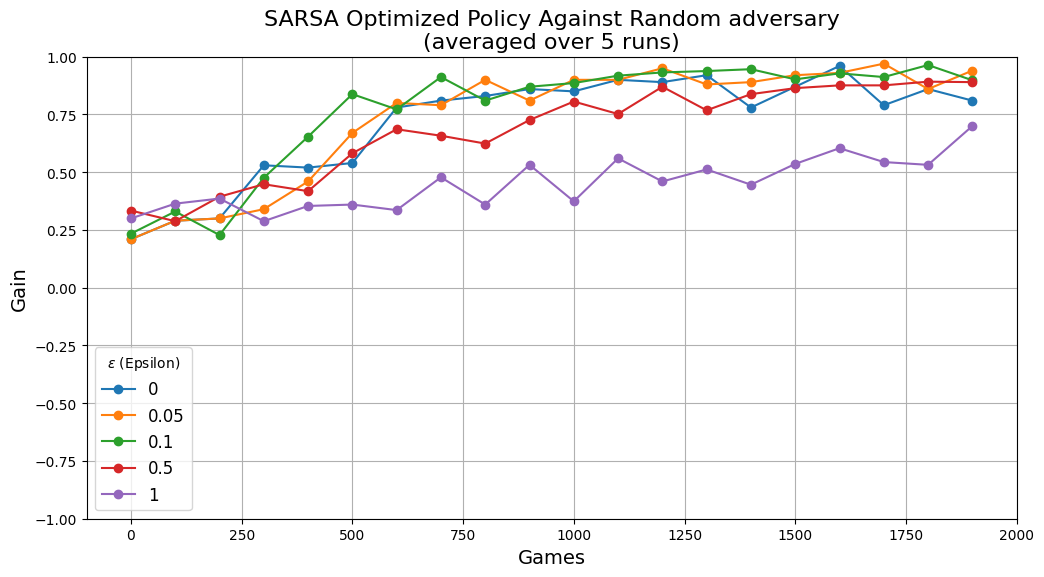 SARSA Optimized Policy Against Random adversary
(averaged over 5 runs)
Gain
1.00
0.75
0.50
0.25
0.00
−0.25
−0.50
−0.75
−1.00
ε (Epsilon)
0
0.05
0.1
0.5
1
0 250 500 750 1000 1250 1500 1750 2000
Games